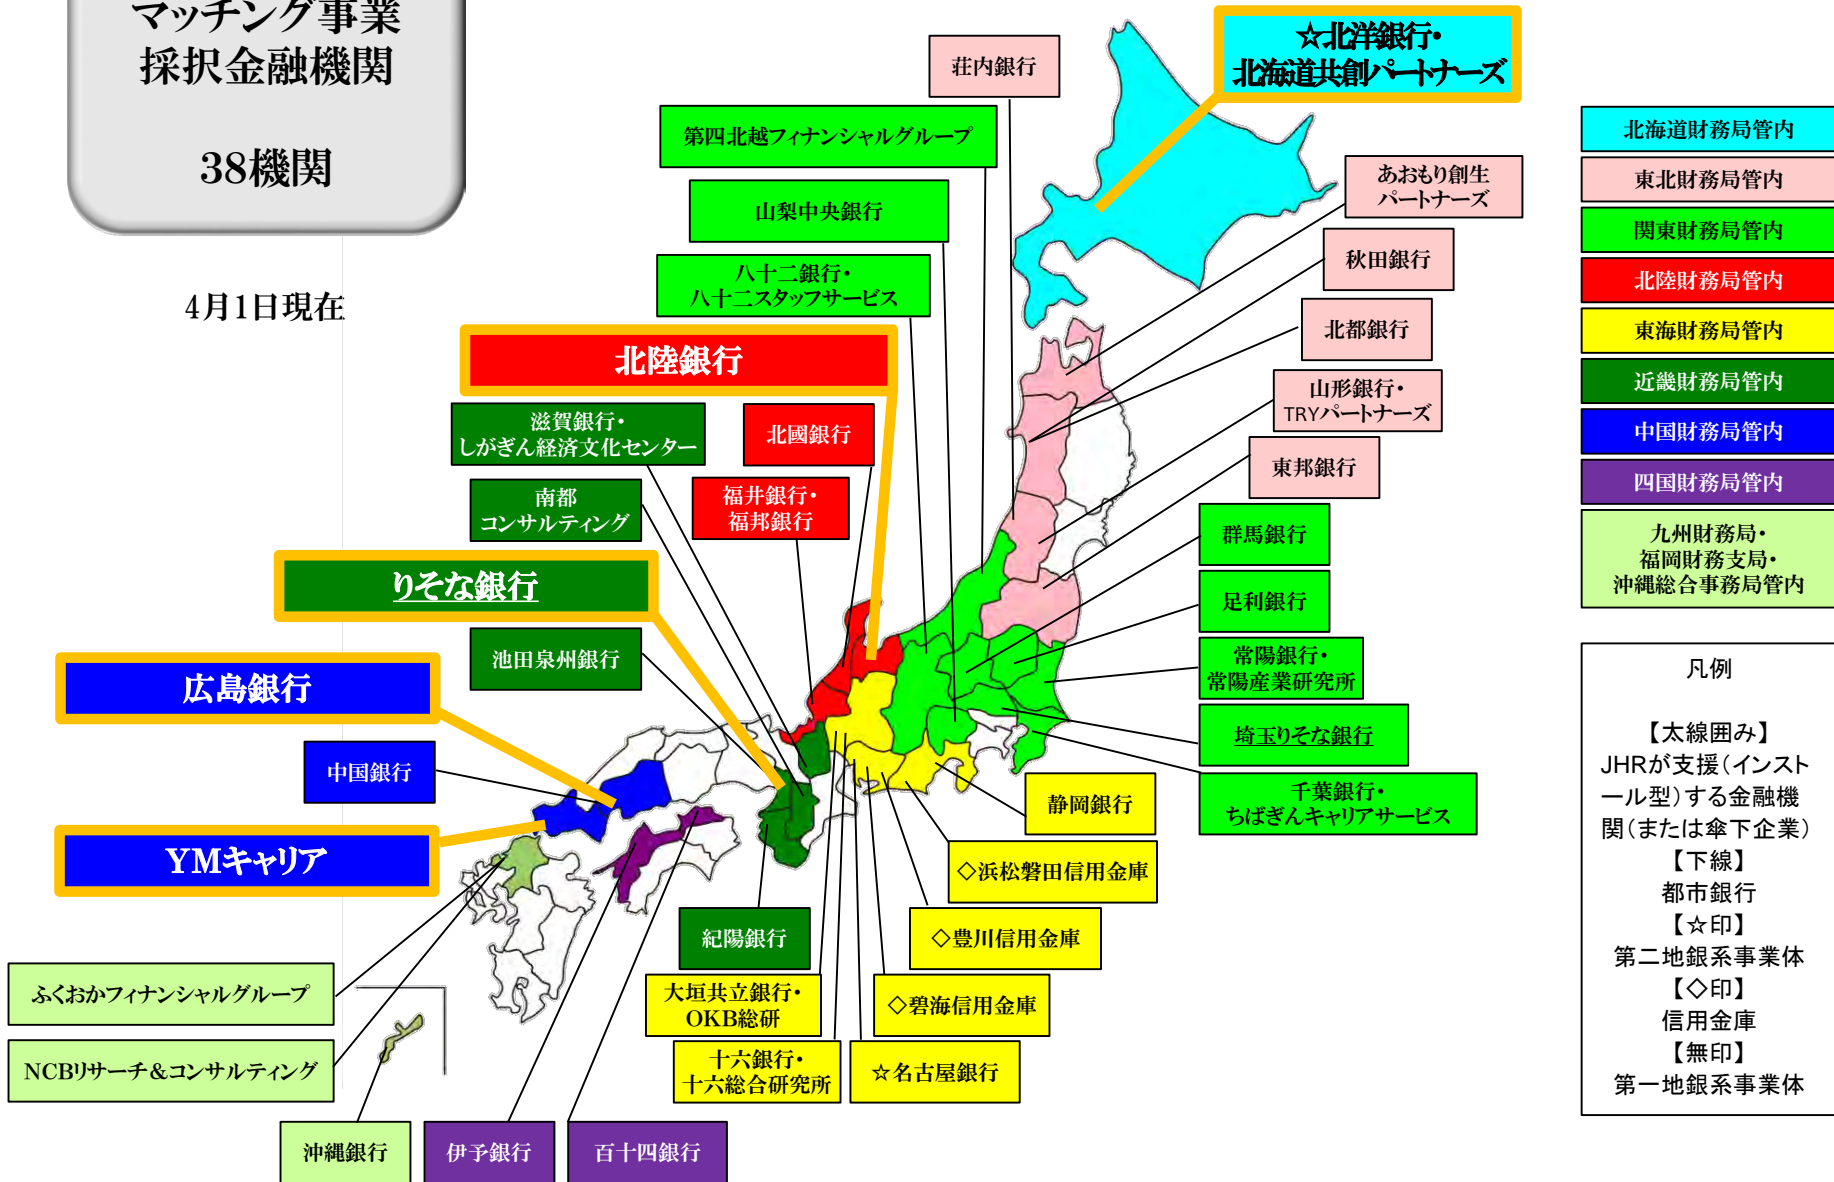 マッチング事業
採択金融機関
38機関
4月1日現在
荘内銀行
☆北洋銀行・
北海道共創パートナーズ
第四北越フィナンシャルグループ
山梨中央銀行
八十二銀行・
八十二スタッフサービス
あおもり創生
パートナーズ
秋田銀行
北都銀行
山形銀行・
TRYパートナーズ
東邦銀行
北陸銀行
滋賀銀行・
しがぎん経済文化センター
北國銀行
南都
コンサルティング
福井銀行・
福邦銀行
りそな銀行
池田泉州銀行
広島銀行
中国銀行
YMキャリア
群馬銀行
足利銀行
常陽銀行・
常陽産業研究所
埼玉りそな銀行
千葉銀行・
ちばぎんキャリアサービス
静岡銀行
◇浜松磐田信用金庫
◇豊川信用金庫
◇碧海信用金庫
☆名古屋銀行
紀陽銀行
大垣共立銀行・
OKB総研
十六銀行・
十六総合研究所
ふくおかフィナンシャルグループ
NCBリサーチ&コンサルティング
沖縄銀行
伊予銀行
百十四銀行
北海道財務局管内
東北財務局管内
関東財務局管内
北陸財務局管内
東海財務局管内
近畿財務局管内
中国財務局管内
四国財務局管内
九州財務局・
福岡財務支局・
沖縄総合事務局管内
凡例
【太線囲み】
JHRが支援(インスト
ール型)する金融機
関(または傘下企業)
【下線】
都市銀行
【☆印】
第二地銀系事業体
【◇印】
信用金庫
【無印】
第一地銀系事業体